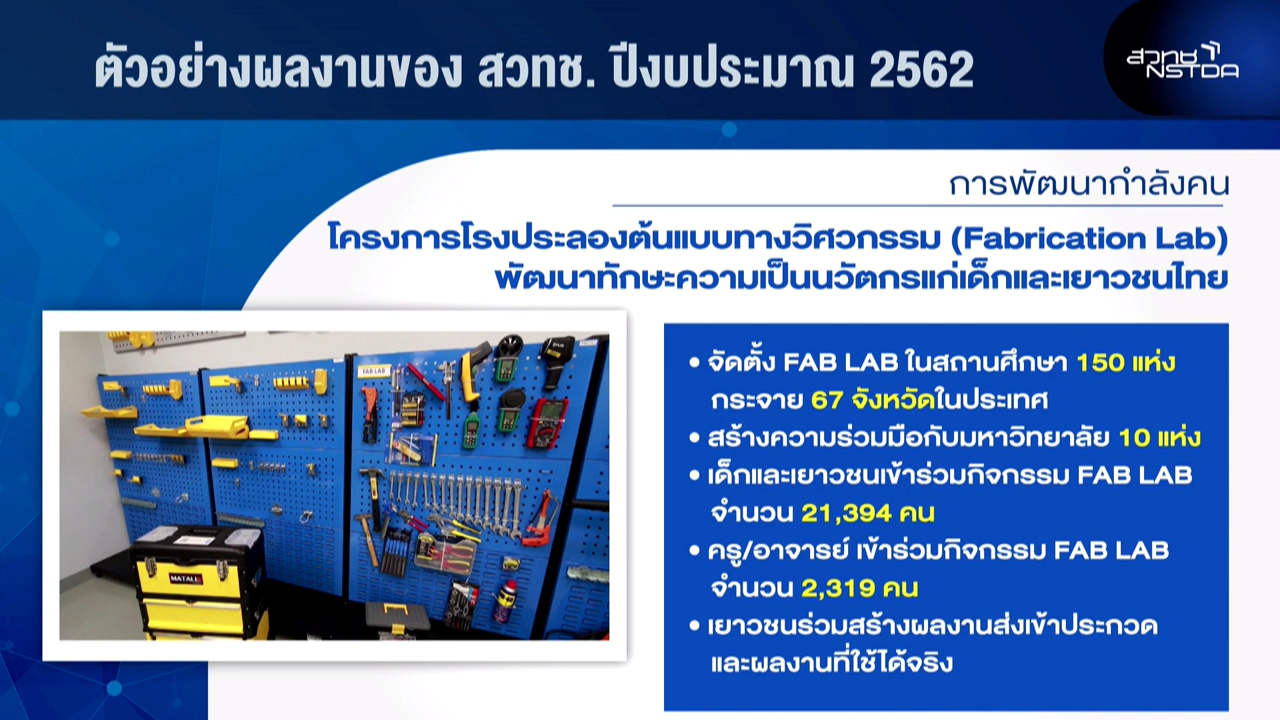 ตัวอย่างผลงานของ สวทช. ปีงบประมาณ 2562
สวทช
NSTDA
การพัฒนากำลังคน
โครงการโรงประลองต้นแบบทางวิศวกรรม (Fabrication Lab)
พัฒนาทักษะความเป็นนวัตกรแก่เด็กและเยาวชนไทย
FAB LAB
MATALL
• จัดตั้ง FAB LAB ในสถานศึกษา 150 แห่ง
กระจาย 67 จังหวัดในประเทศ
• สร้างความร่วมมือกับมหาวิทยาลัย 10 แห่ง
• เด็กและเยาวชนเข้าร่วมกิจกรรม FAB LAB
จำนวน 21,394 คน
• ครู/อาจารย์ เข้าร่วมกิจกรรม FAB LAB
จำนวน 2,319 คน
• เยาวชนร่วมสร้างผลงานส่งเข้าประกวด
และผลงานที่ใช้ได้จริง